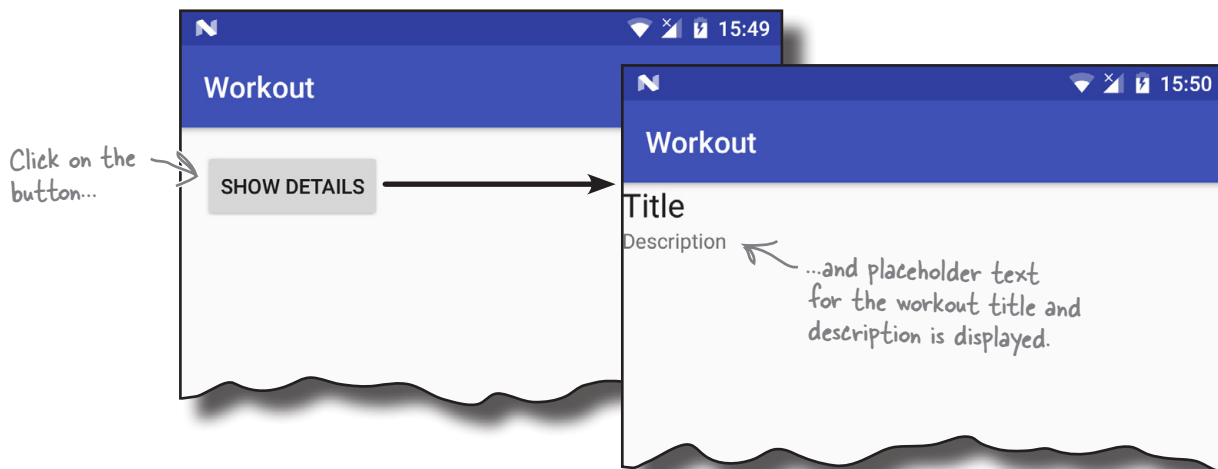 15:49
Workout
Click on the
button...
SHOW DETAILS
15:50
Workout
Title
Description
...and placeholder text
for the workout title and
description is displayed.